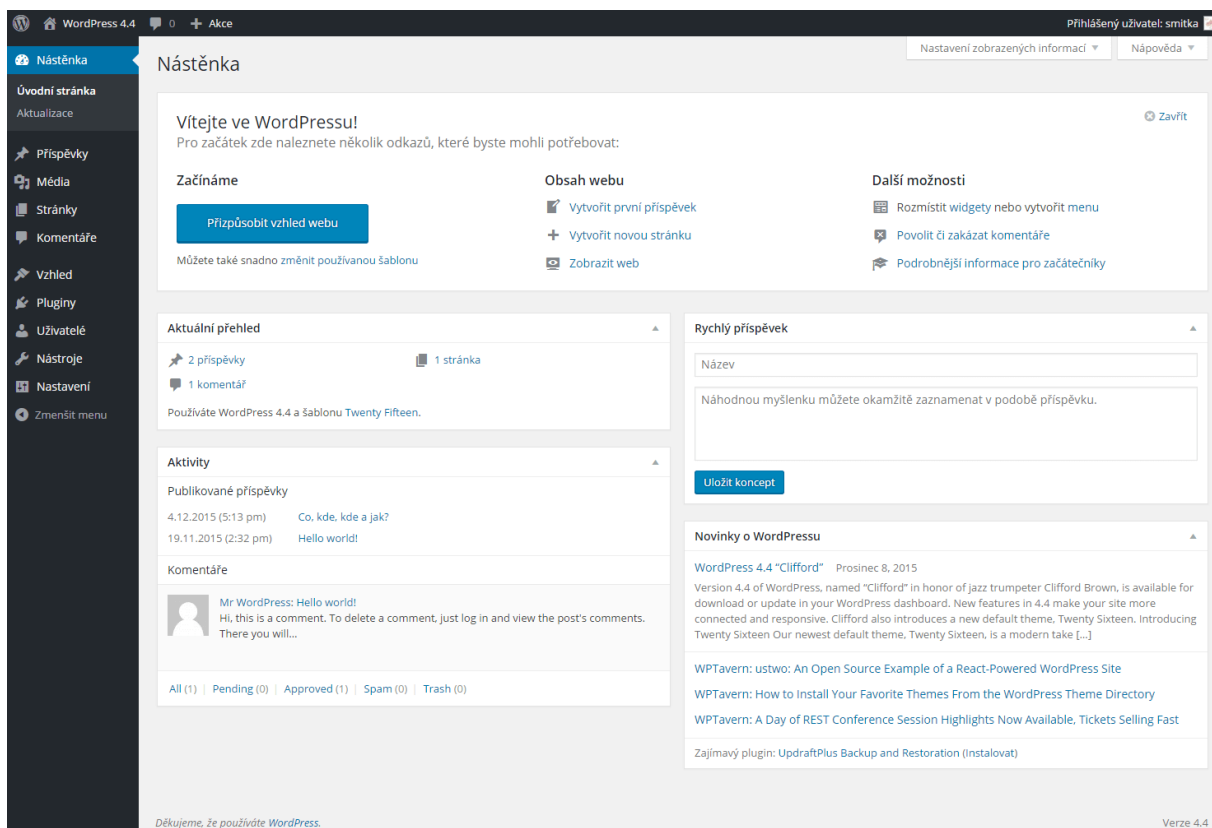 WordPress 4.4 0 + Akce Přihlášený uživatel: smitka
Nástěnka
Úvodní stránka
Aktualizace
Příspěvky
Média
Stránky
Komentáře
Vzhled
Pluginy
Uživatelé
Nástroje
Nastavení
Zmenšit menu
Nastavení zobrazených informací
Nápověda
Nástěnka
Vítejte ve WordPressu!
Zavřít
Pro začátek zde naleznete několik odkazů, které byste mohli potřebovat:
Začínáme
Přizpůsobit vzhled webu
Můžete také snadno změnit používanou šablonu
Obsah webu
Vytvořit první příspěvek
Vytvořit novou stránku
Zobrazit web
Další možnosti
Rozmístit widgety nebo vytvořit menu
Povolit či zakázat komentáře
Podrobnější informace pro začátečníky
Aktuální přehled
2 příspěvky
1 stránka
1 komentář
Používáte WordPress 4.4 a šablonu Twenty Fifteen.
Aktivity
Publikované příspěvky
4.12.2015 (5:13 pm) Co, kde, kde a jak?
19.11.2015 (2:32 pm) Hello world!
Komentáře
Mr WordPress: Hello world!
Hi, this is a comment. To delete a comment, just log in and view the post's comments.
There you will...
All (1) | Pending (0) | Approved (1) | Spam (0) | Trash (0)
Rychlý příspěvek
Název
Náhodnou myšlenku můžete okamžitě zaznamenat v podobě příspěvku.
Uložit koncept
Novinky o WordPressu
WordPress 4.4 “Clifford” Prosinec 8, 2015
Version 4.4 of WordPress, named “Clifford” in honor of jazz trumpeter Clifford Brown, is available for
download or update in your WordPress dashboard. New features in 4.4 make your site more
connected and responsive. Clifford also introduces a new default theme, Twenty Sixteen. Introducing
Twenty Sixteen Our newest default theme, Twenty Sixteen, is a modern take [...]
WPTavern: ustwo: An Open Source Example of a React-Powered WordPress Site
WPTavern: How to Install Your Favorite Themes From the WordPress Theme Directory
WPTavern: A Day of REST Conference Session Highlights Now Available, Tickets Selling Fast
Zajímavý plugin: UpdraftPlus Backup and Restoration (Instalovat)
Děkujeme, že používáte WordPress.
Verze 4.4